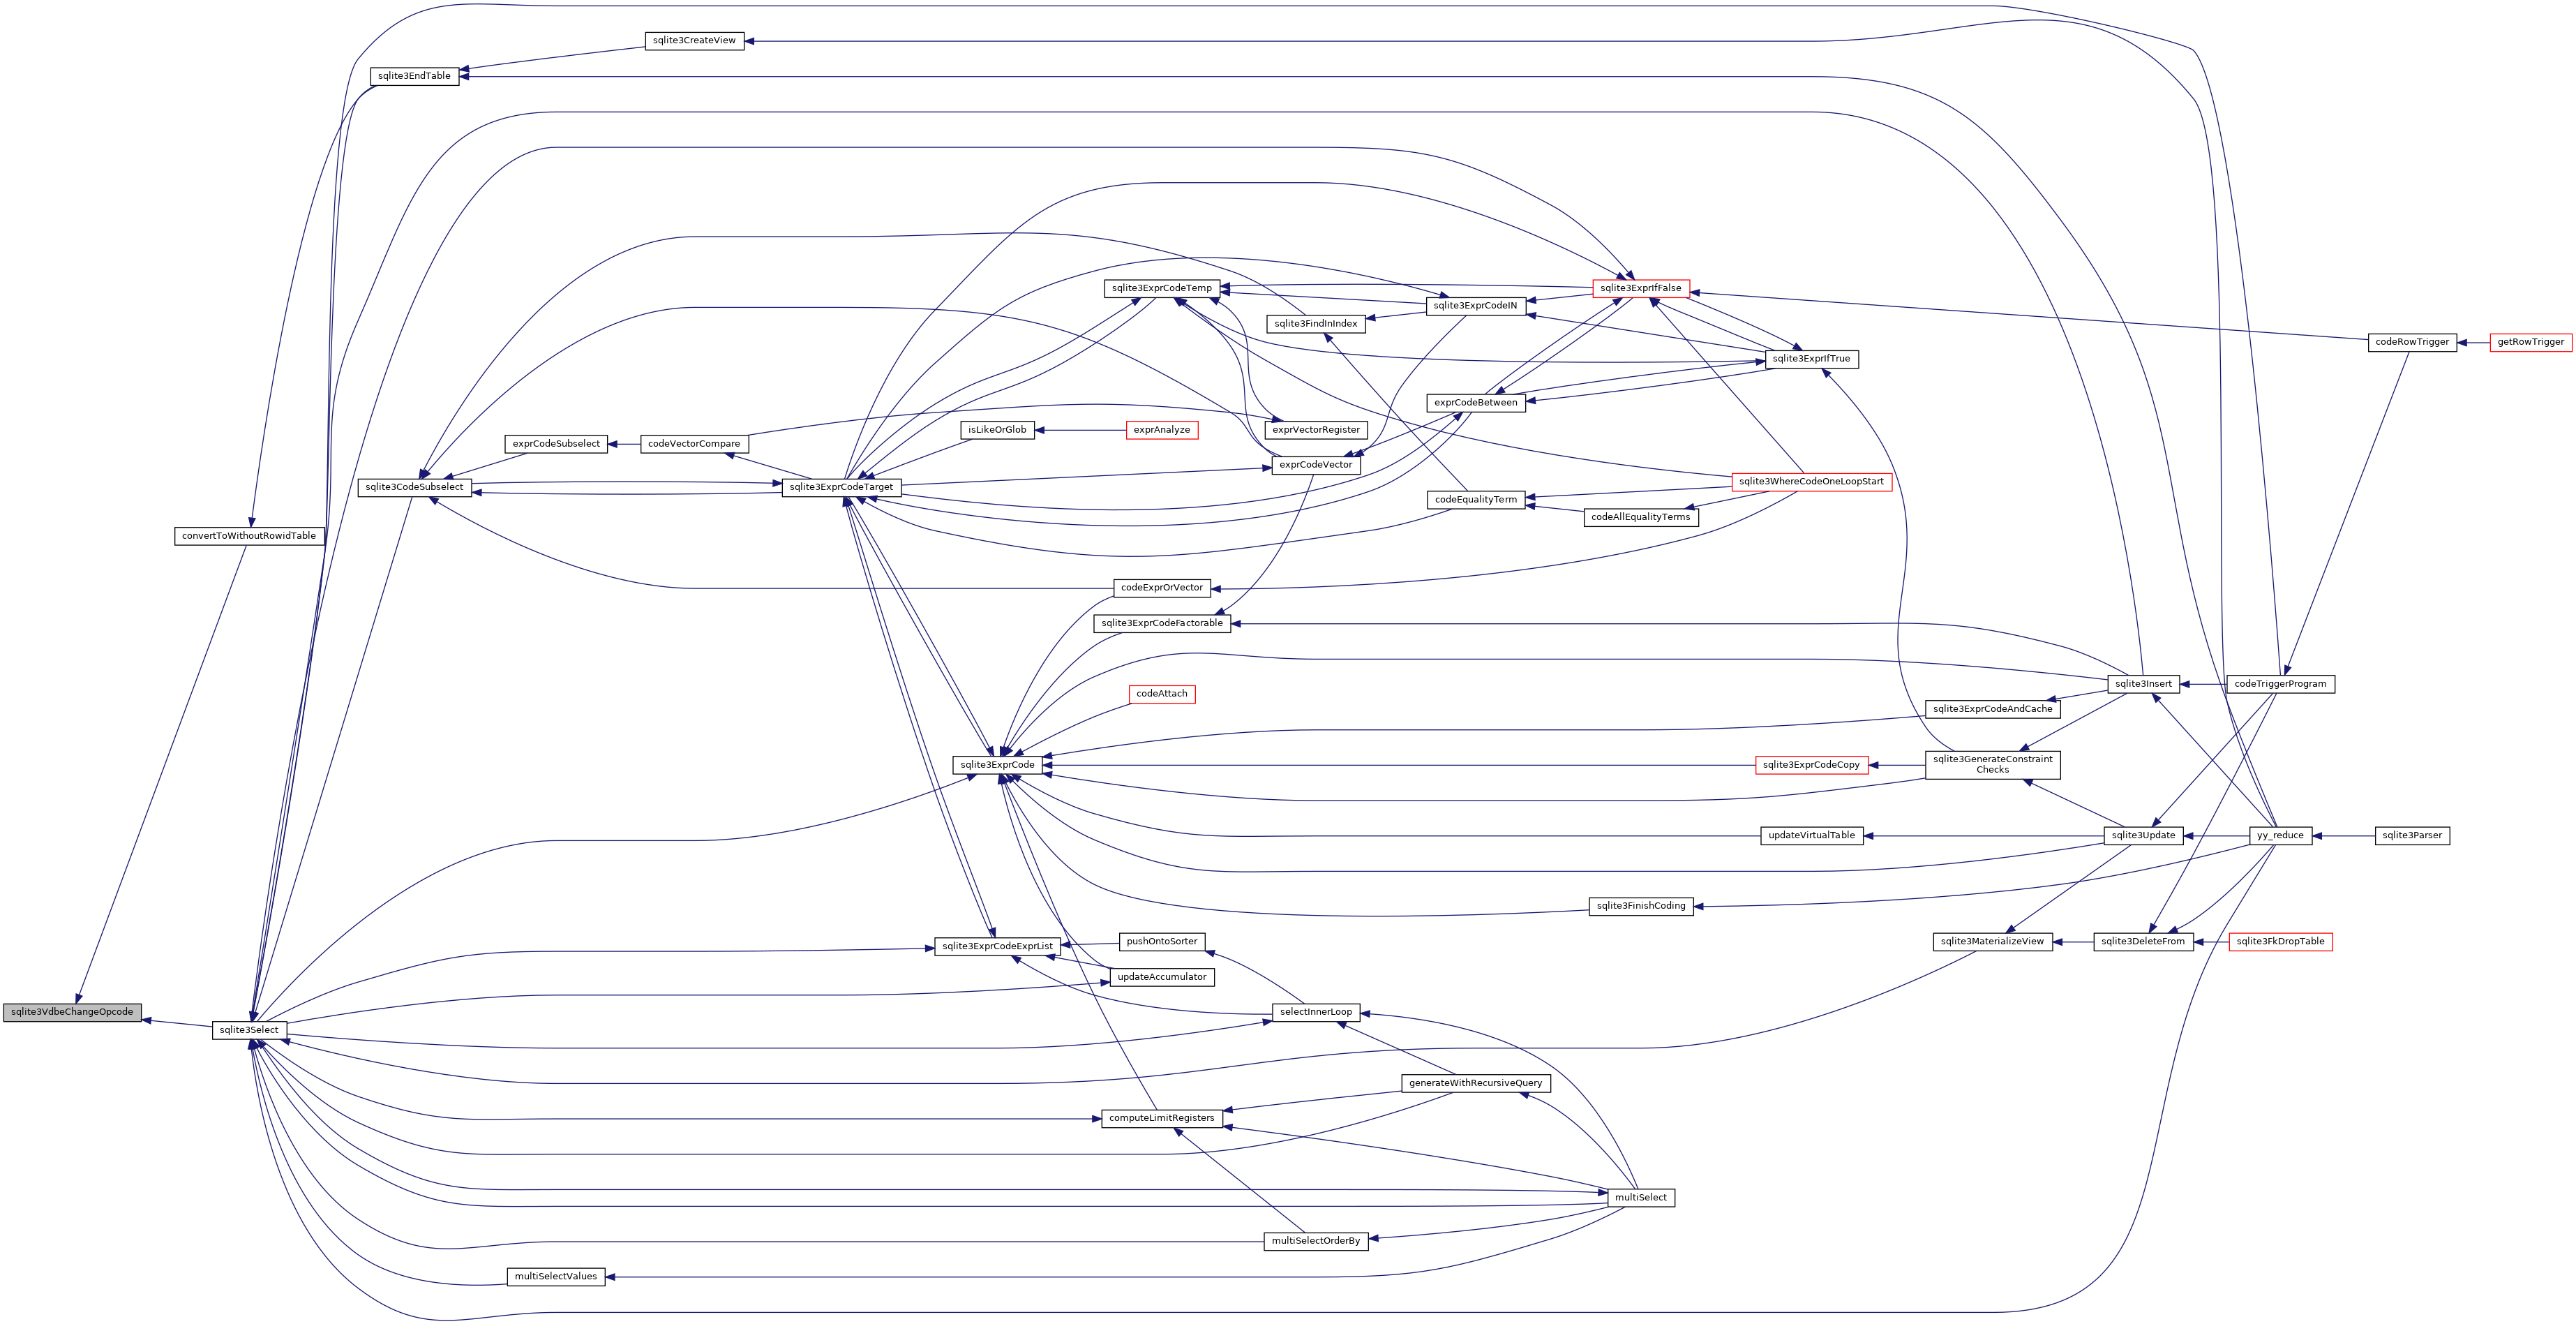 sqlite3CreateView
sqlite3EndTable
sqlite3ExprCodeTemp
sqlite3ExprIfFalse
sqlite3ExprCodeIN
sqlite3FindInIndex
codeRowTrigger
getRowTrigger
sqlite3ExprIfTrue
exprCodeBetween
isLikeOrGlob
exprAnalyze
exprVectorRegister
exprCodeSubselect
codeVectorCompare
exprCodeVector
sqlite3CodeSubselect
sqlite3ExprCodeTarget
sqlite3WhereCodeOneLoopStart
codeEqualityTerm
codeAllEqualityTerms
convertToWithoutRowidTable
codeExprOrVector
sqlite3ExprCodeFactorable
codeAttach
sqlite3Insert
codeTriggerProgram
sqlite3ExprCodeAndCache
sqlite3ExprCode
sqlite3ExprCodeCopy
sqlite3GenerateConstraint
Checks
updateVirtualTable
sqlite3Update
yy_reduce
sqlite3Parser
sqlite3FinishCoding
sqlite3ExprCodeExprList
pushOntoSorter
sqlite3MaterializeView
sqlite3DeleteFrom
sqlite3FkDropTable
updateAccumulator
sqlite3VdbeChangeOpcode
selectInnerLoop
sqlite3Select
generateWithRecursiveQuery
computeLimitRegisters
multiSelect
multiSelectOrderBy
multiSelectValues